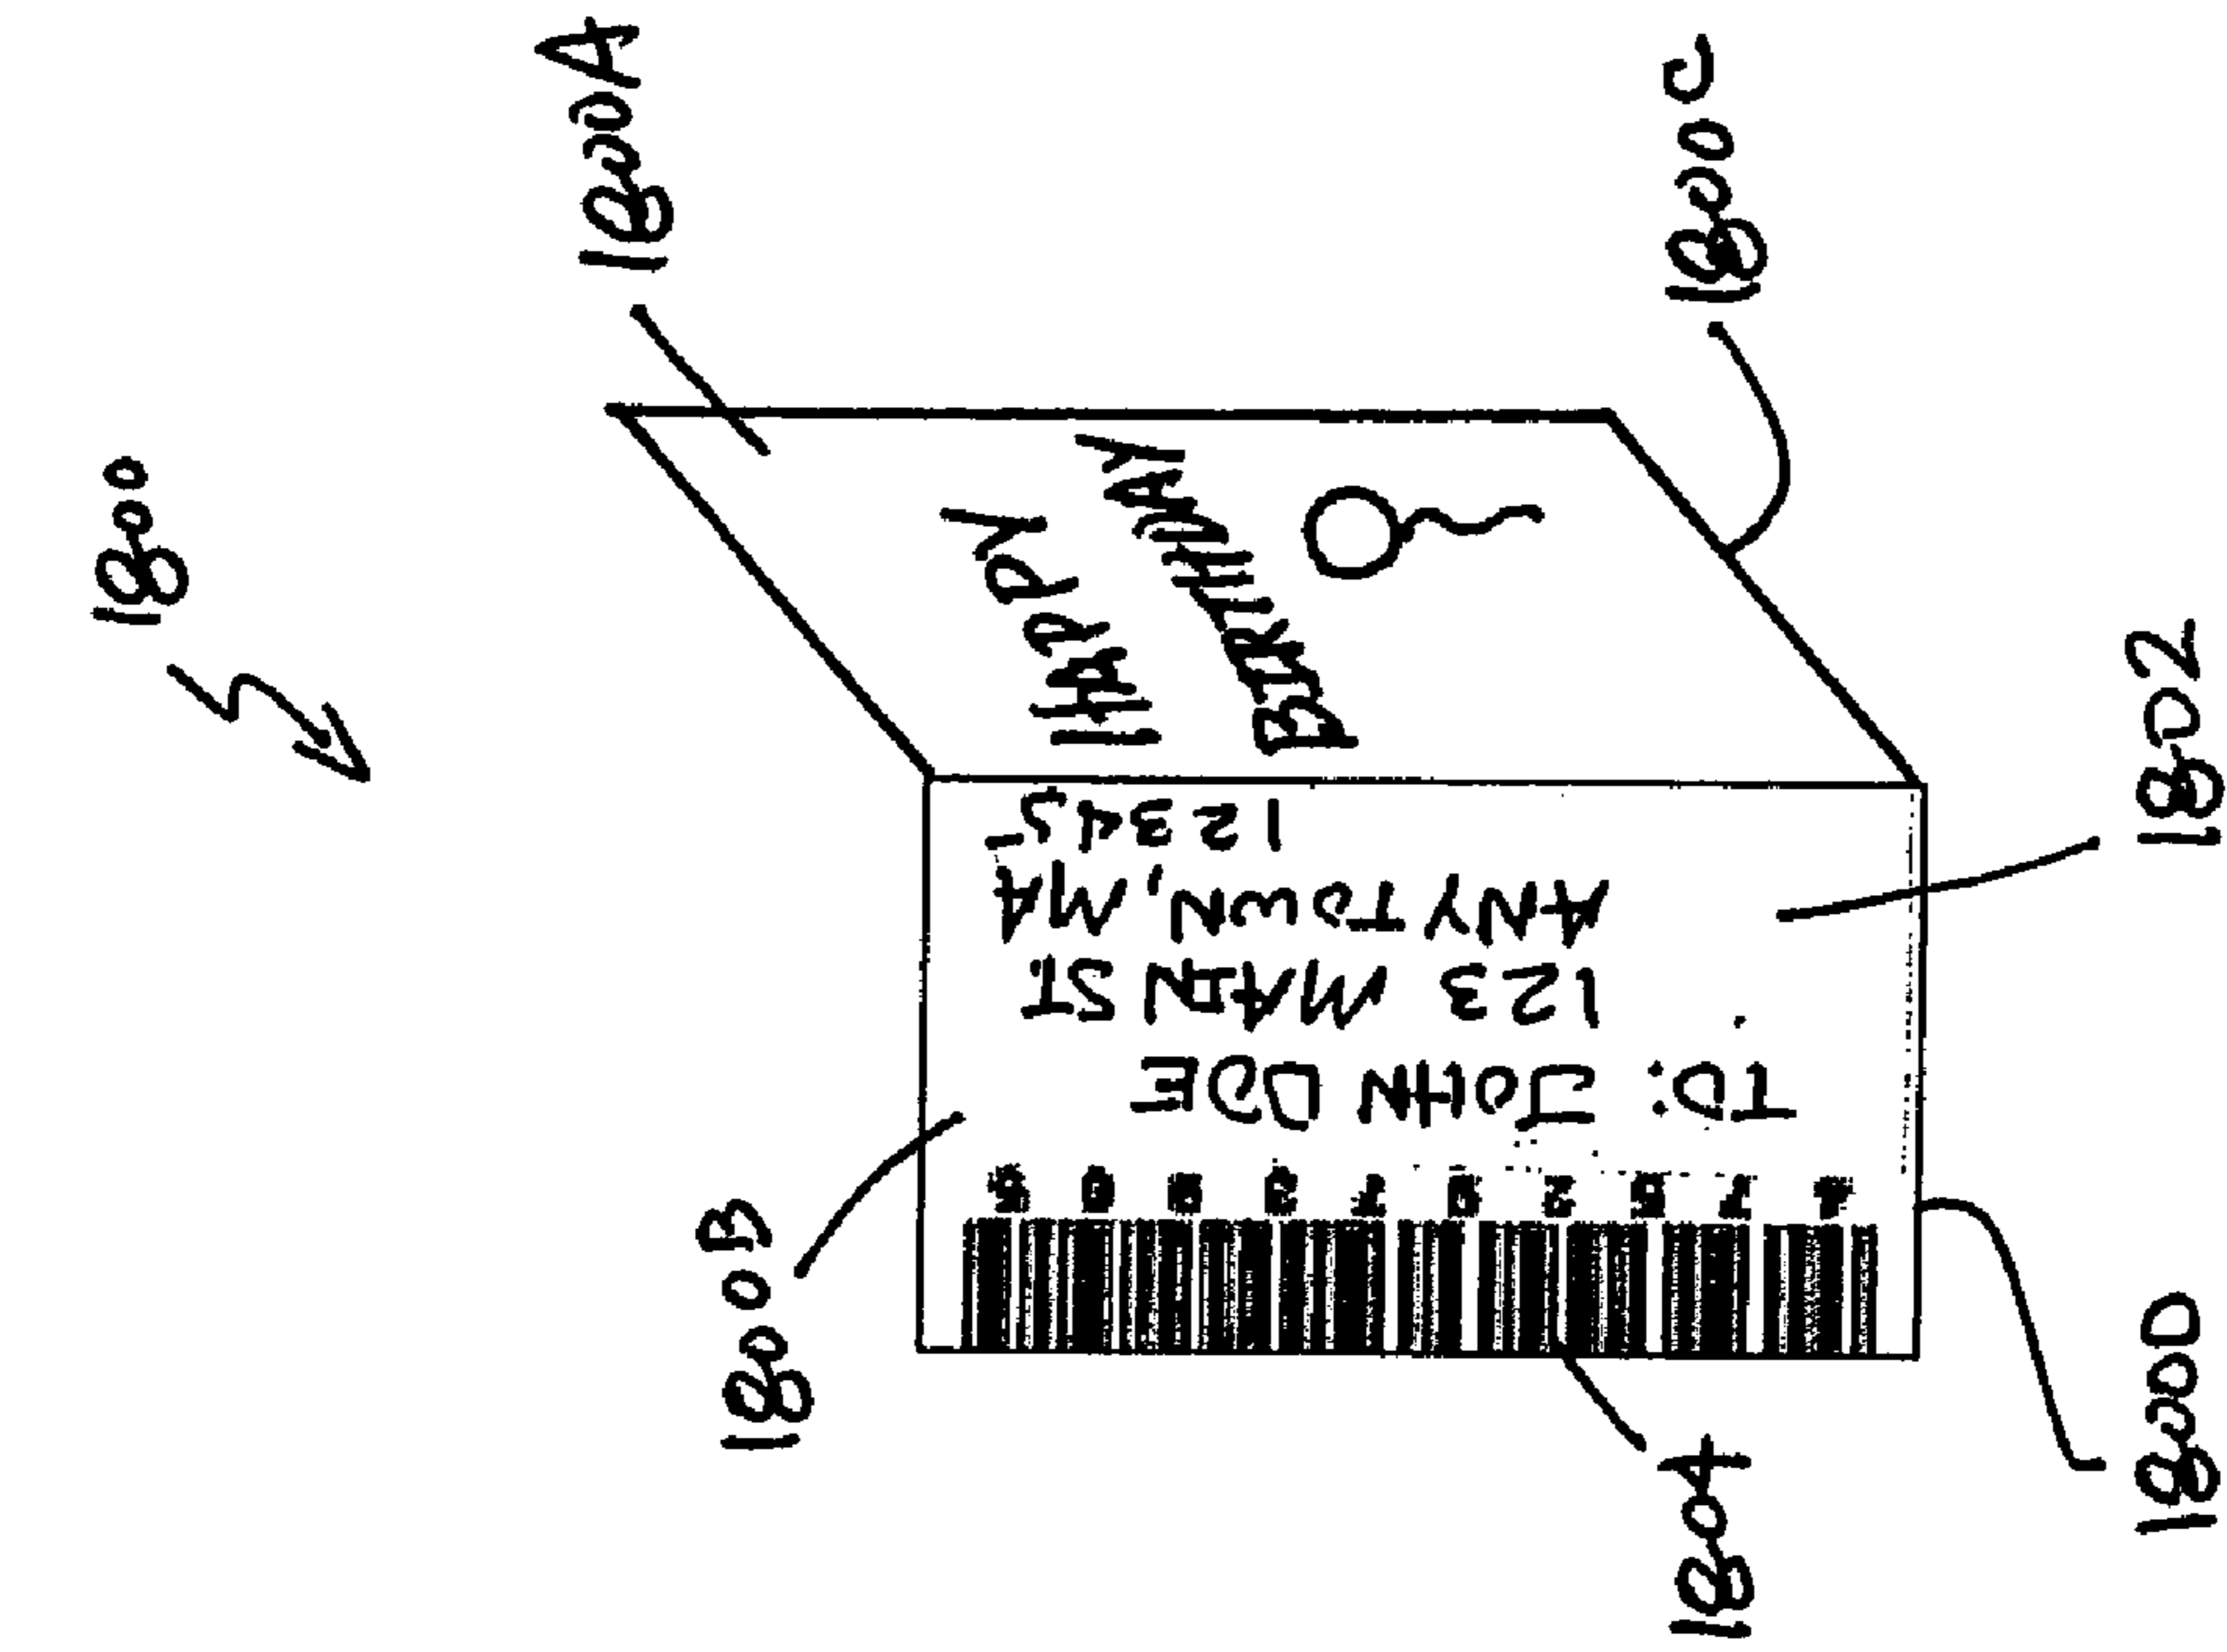 1800
1800A
HAPPY
BIRTHDAY
1800C
1800B
TO: JOHN DOE
123 MAIN ST.
ANYTOWN, MA
12345
1802
1804
1800D